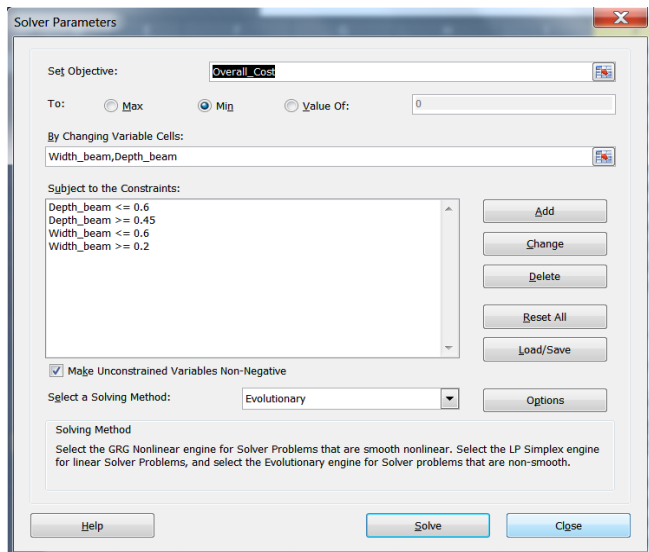 Solver Parameters
X
Set Objective:
Overall_Cost
To:
Max
Min
Value Of:
0
By Changing Variable Cells:
Width_beam,Depth_beam
Subject to the Constraints:
Depth_beam <= 0.6
Depth_beam >= 0.45
Width_beam <= 0.6
Width_beam >= 0.2
Add
Change
Delete
Reset All
Load/Save
Make Unconstrained Variables Non-Negative
Select a Solving Method:
Evolutionary
Options
Solving Method
Select the GRG Nonlinear engine for Solver Problems that are smooth nonlinear. Select the LP Simplex engine
for linear Solver Problems, and select the Evolutionary engine for Solver problems that are non-smooth.
Help
Solve
Close